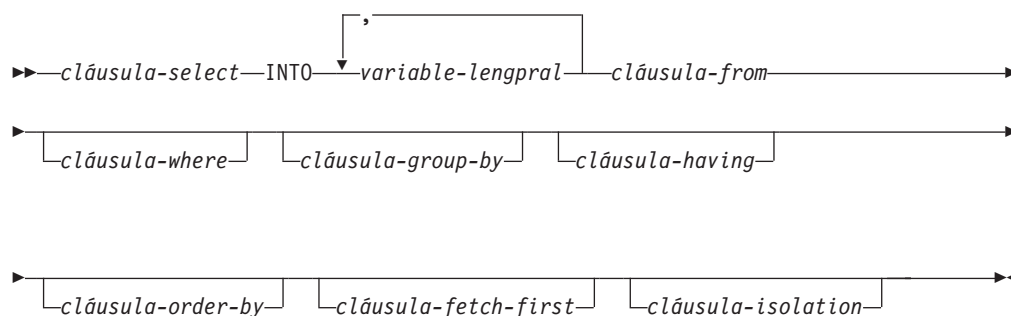 ,
cláusula-select INTO variable-lengpral cláusula-from
cláusula-where cláusula-group-by cláusula-having
cláusula-order-by cláusula-fetch-first cláusula-isolation